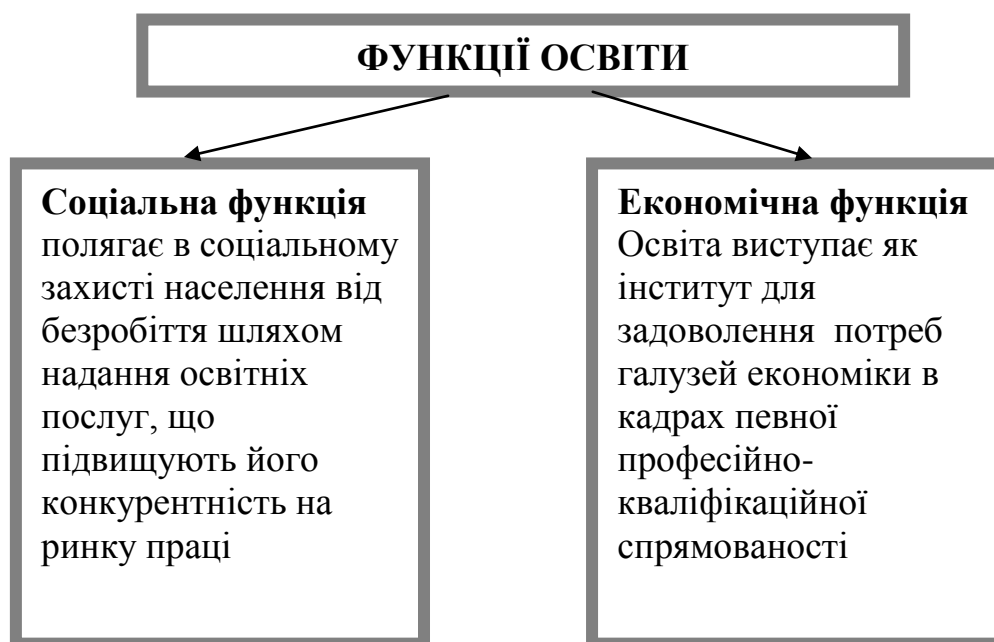 ФУНКЦІЇ ОСВІТИ
Соціальна функція
полягає в соціальному
захисті населення від
безробіття шляхом
надання освітніх
послуг, що
підвищують його
конкурентність на
ринку праці
Економічна функція
Освіта виступає як
інститут для
задоволення потреб
галузей економіки в
кадрах певної
професійно-
кваліфікаційної
спрямованості